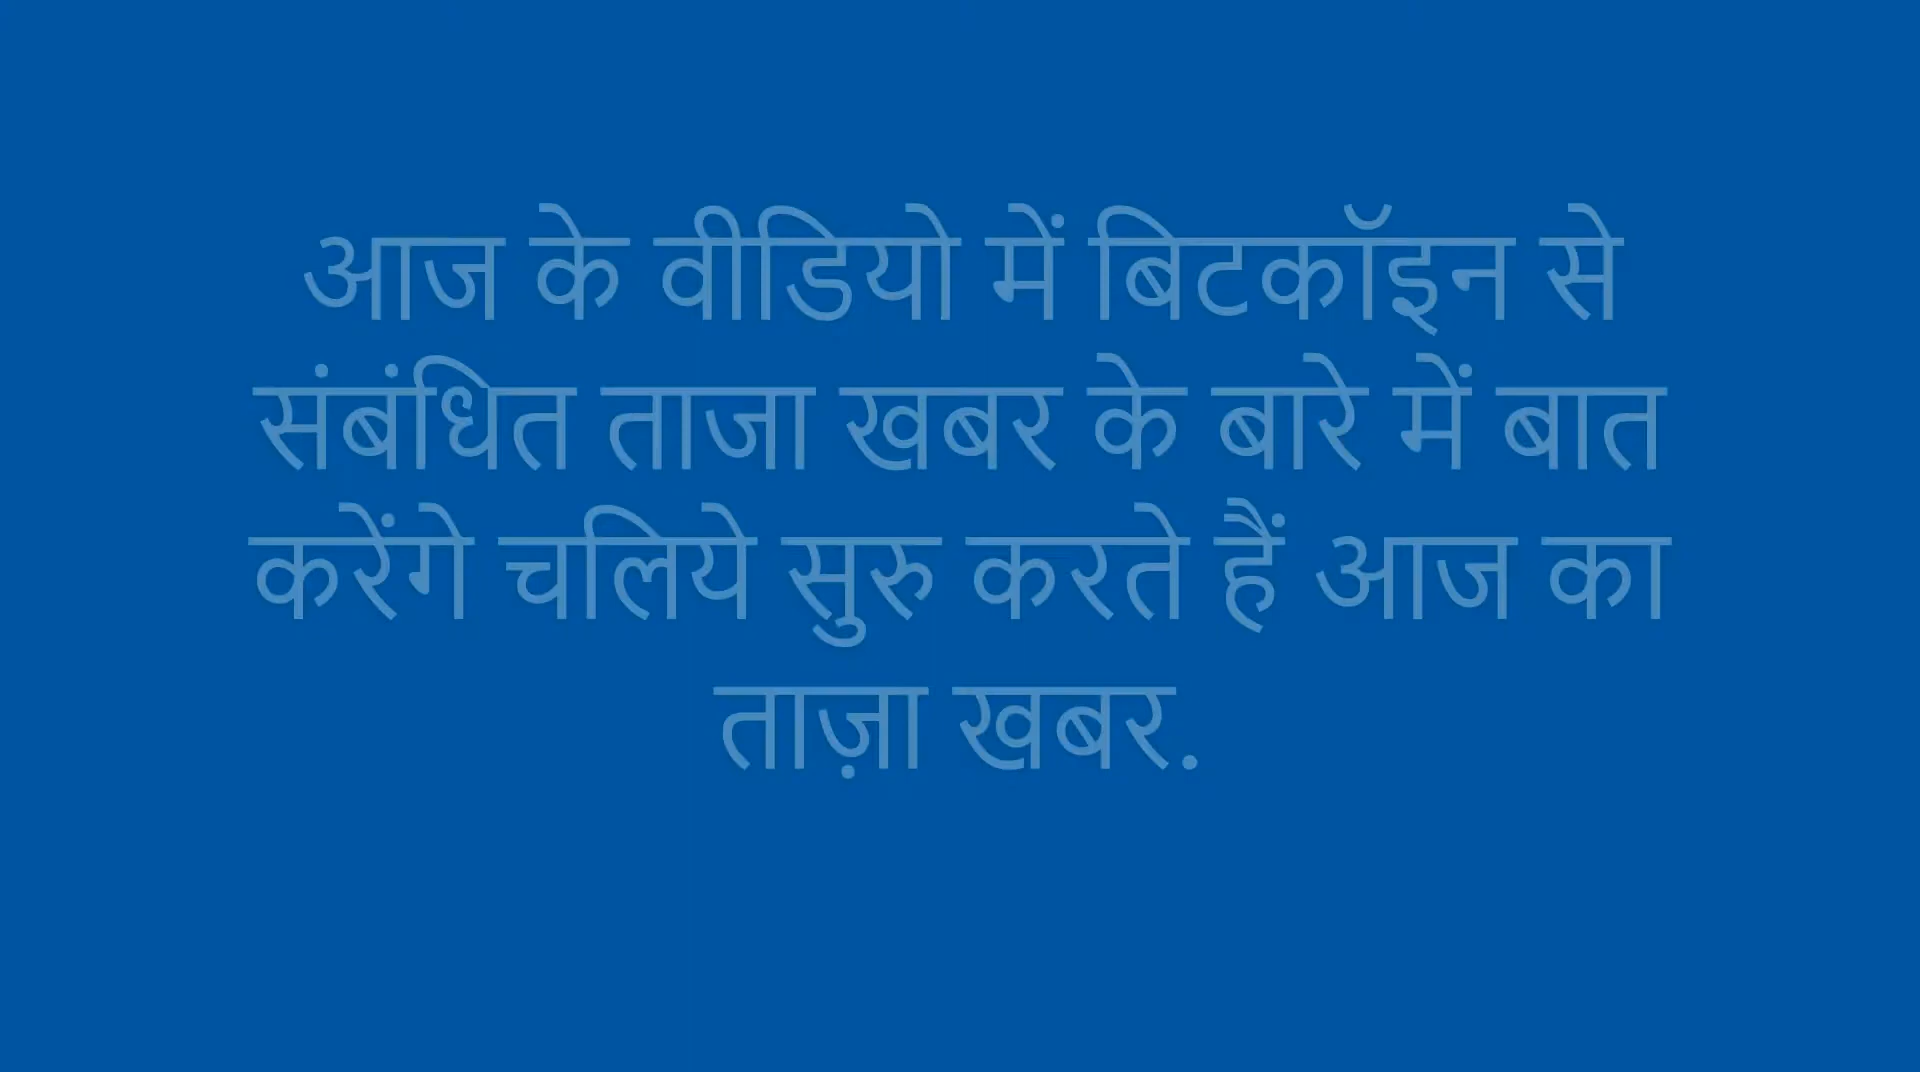 आज के वीडियो में बिटकॉइन से
संबंधित ताजा खबर के बारे में बात
करेंगे चलिये सुरु करते हैं आज का
ताज़ा खबर.